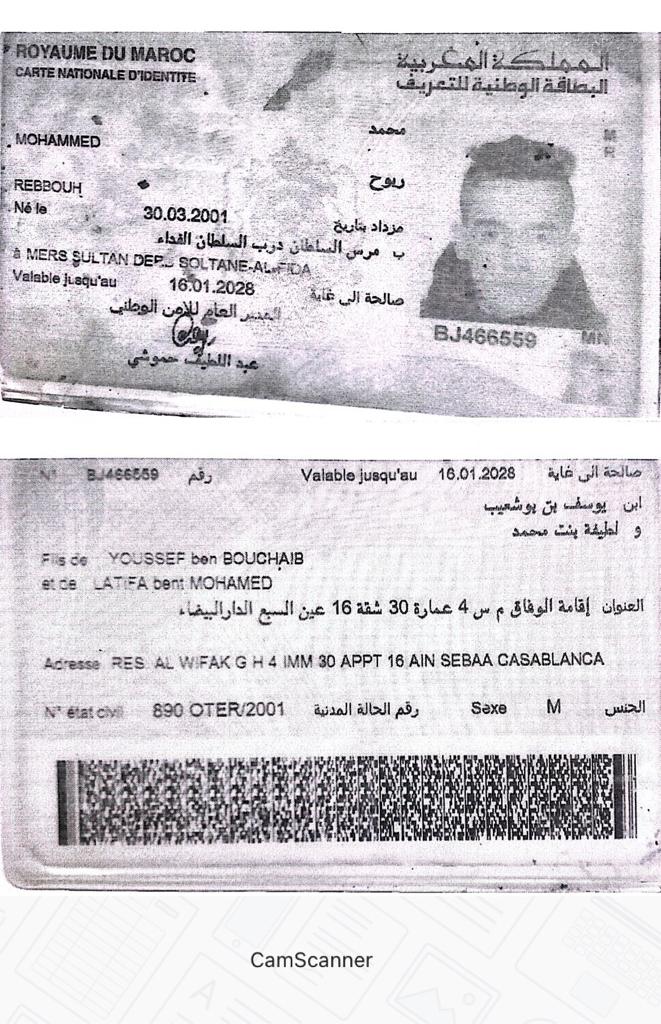 ROYAUME DU MAROC
المملكة المغربية
CARTE NATIONALE D'IDENTITE
البطاقة الوطنية للتعريف
MOHAMMED
محمد
REBBOUH
ربوح
Né le 30.03.2001 مزداد بتاريخ
ب مرس السلطان درب السلطان الفداء
à MERS SULTAN SOLTANE-AL-FIDA
Valable jusqu'au 16.01.2028 صالحة الى غاية
المدير العام للأمن الوطني
عبد اللطيف حموشي
BJ466559
MN
N° BJ466559 رقم Valable jusqu'au 16.01.2028 صالحة الى غاية
ابن يوسف بن بوشعيب
و لطيفة بنت محمد
Fils de YOUSSEF ben BOUCHAIB
et de LATIFA bent MOHAMED
العنوان إقامة الوفاق م س 4 عمارة 30 شقة 16 عين السبع الدارالبيضاء
Adresse RES AL WIFAK G H 4 IMM 30 APPT 16 AIN SEBAA CASABLANCA
N° état civil 890 OTER/2001 رقم الحالة المدنية Sexe M الجنس
CamScanner